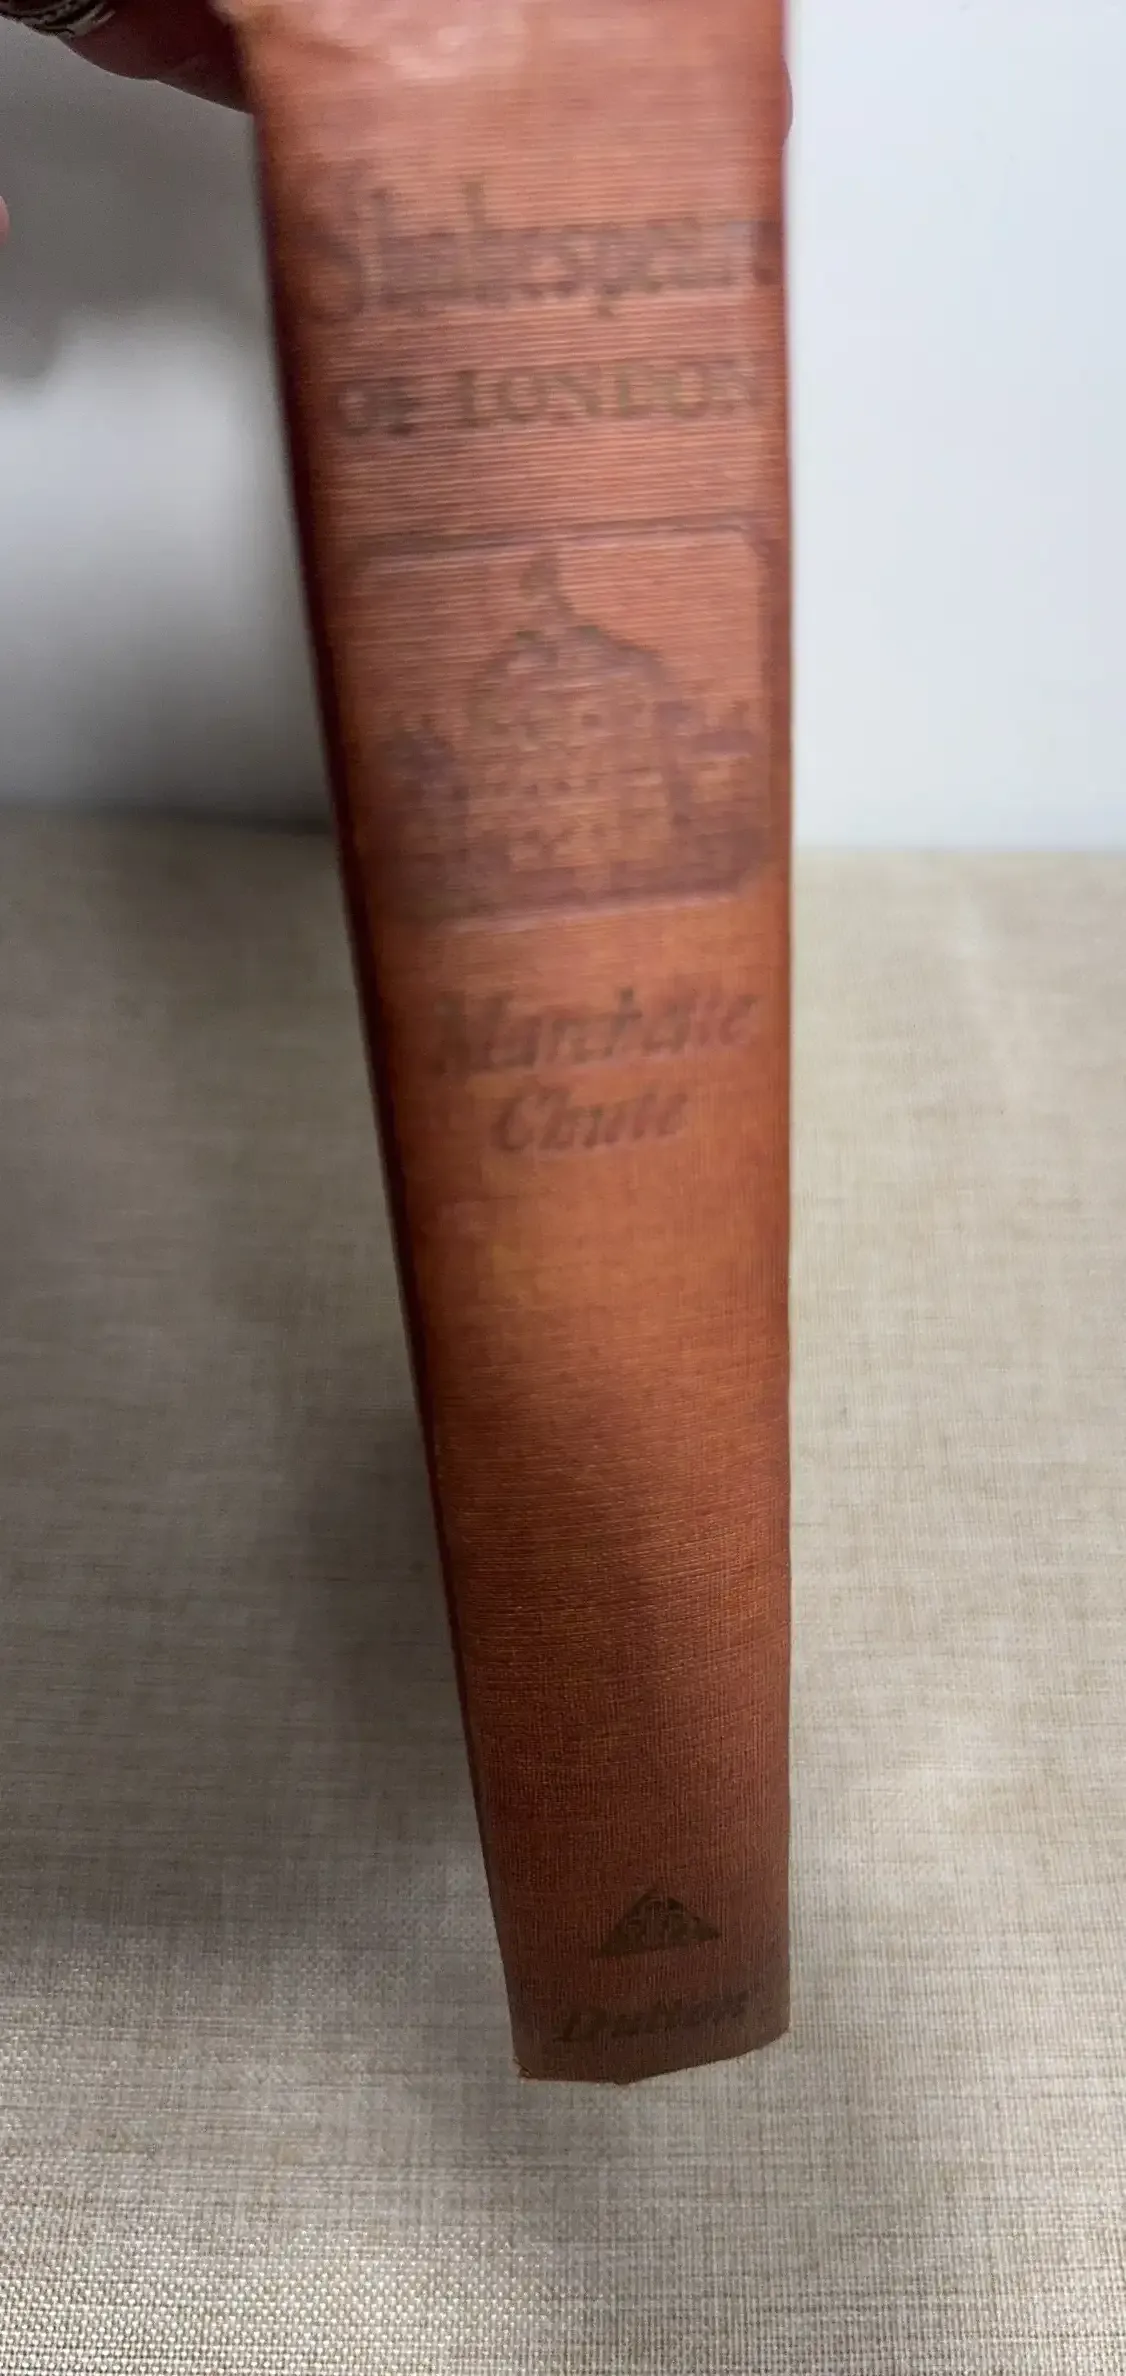 Shakespeare
OF LONDON
Marchette
Chute
Dutton